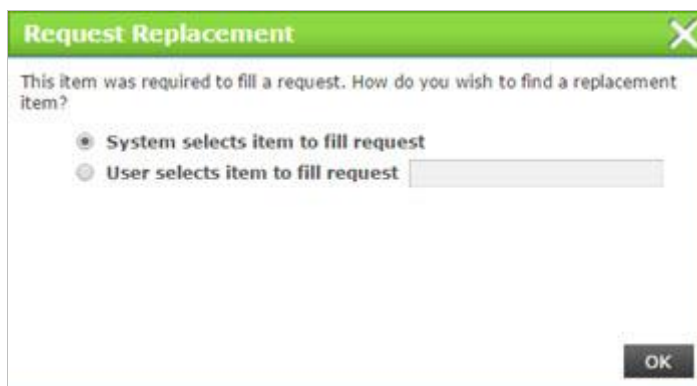 Request Replacement
This item was required to fill a request. How do you wish to find a replacement
item?
System selects item to fill request
User selects item to fill request
OK